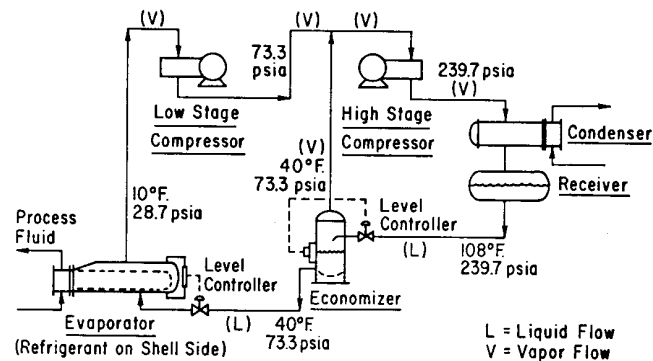 (V)
(V)
73.3
psia
239.7 psia
(V)
Low Stage
Compressor
High Stage
Compressor
Condenser
(V)
40°F.
73.3
psia
Receiver
10°F.
28.7 psia
Level
Controller
Process
Fluid
(L)
108°F.
239.7 psia
Level
Controller
Economizer
Evaporator
(Refrigerant on Shell Side)
(L)
40°F.
73.3 psia
L = Liquid Flow
V = Vapor Flow